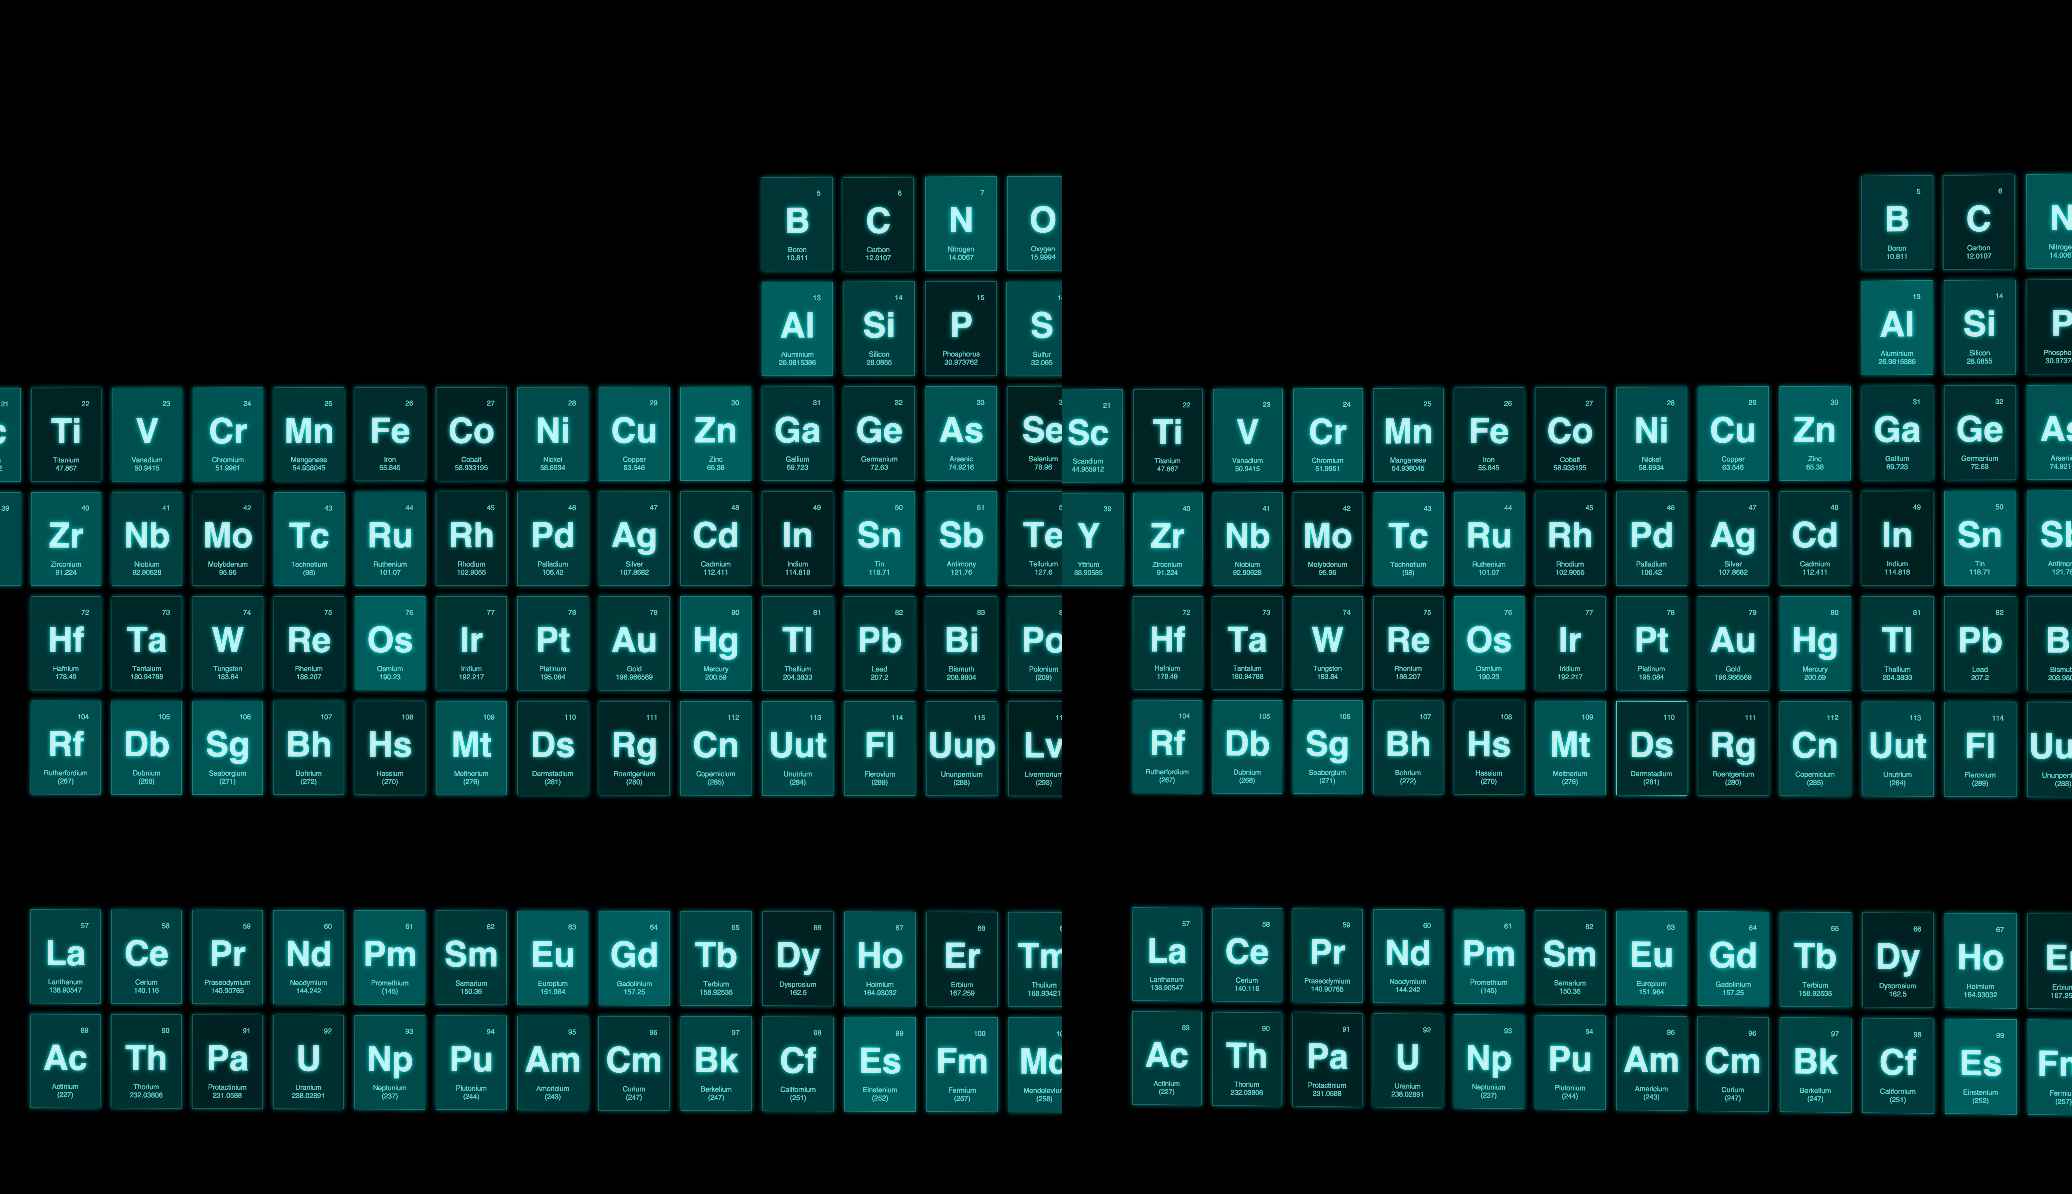 5 6 7
B C N O
Boron Carbon Nitrogen Oxygen
10.811 12.0107 14.0067 15.9994
13 14 15 1
Al Si P S
Aluminium Silicon Phosphorus Sulfur
26.9815386 28.0855 30.973762 32.065
21 22 23 24 25 26 27 28 29 30 31 32 33 3
c Ti V Cr Mn Fe Co Ni Cu Zn Ga Ge As Se
Titanium Vanadium Chromium Manganese Iron Cobalt Nickel Copper Zinc Gallium Germanium Arsenic Selenium
2 47.867 50.9415 51.9961 54.938045 55.845 58.933195 58.6934 63.546 65.38 69.723 72.63 74.9216 78.96
39 40 41 42 43 44 45 46 47 48 49 50 51 5
Zr Nb Mo Tc Ru Rh Pd Ag Cd In Sn Sb Te
Zirconium Niobium Molybdenum Technetium Ruthenium Rhodium Palladium Silver Cadmium Indium Tin Antimony Tellurium
91.224 92.90628 95.96 (98) 101.07 102.9055 106.42 107.8682 112.411 114.818 118.71 121.76 127.6
72 73 74 75 76 77 78 79 80 81 82 83 8
Hf Ta W Re Os Ir Pt Au Hg Tl Pb Bi Po
Hafnium Tantalum Tungsten Rhenium Osmium Iridium Platinum Gold Mercury Thallium Lead Bismuth Polonium
178.49 180.94788 183.84 186.207 190.23 192.217 195.084 196.966569 200.59 204.3833 207.2 208.9804 (209)
104 105 106 107 108 109 110 111 112 113 114 115 11
Rf Db Sg Bh Hs Mt Ds Rg Cn Uut Fl Uup Lv
Rutherfordium Dubnium Seaborgium Bohrium Hassium Meitnerium Darmstadium Roentgenium Copernicium Ununtrium Flerovium Ununpentium Livermorium
(267) (268) (271) (272) (270) (276) (281) (280) (285) (284) (289) (288) (293)
57 58 59 60 61 62 63 64 65 66 67 68 6
La Ce Pr Nd Pm Sm Eu Gd Tb Dy Ho Er Tm
Lanthanum Cerium Praseodymium Neodymium Promethium Samarium Europium Gadolinium Terbium Dysprosium Holmium Erbium Thulium
138.90547 140.116 140.90765 144.242 (145) 150.36 151.964 157.25 158.92535 162.5 164.93032 167.259 168.93421
89 90 91 92 93 94 95 96 97 98 99 100 10
Ac Th Pa U Np Pu Am Cm Bk Cf Es Fm Md
Actinium Thorium Protactinium Uranium Neptunium Plutonium Americium Curium Berkelium Californium Einstenium Fermium Mendelevium
(227) 232.03806 231.0588 238.02891 (237) (244) (243) (247) (247) (251) (252) (257) (258)
5 6
B C N
Boron Carbon Nitroge
10.811 12.0107 14.006
13 14
Al Si P
Aluminium Silicon Phospho
26.9815386 28.0855 30.973
21 22 23 24 25 26 27 28 29 30 31 32
Sc Ti V Cr Mn Fe Co Ni Cu Zn Ga Ge As
Scandium Titanium Vanadium Chromium Manganese Iron Cobalt Nickel Copper Zinc Gallium Germanium Arseni
44.955912 47.867 50.9415 51.9961 54.938045 55.845 58.933195 58.6934 63.546 65.38 69.723 72.63 74.921
39 40 41 42 43 44 45 46 47 48 49 50
Y Zr Nb Mo Tc Ru Rh Pd Ag Cd In Sn Sb
Yttrium Zirconium Niobium Molybdenum Technetium Ruthenium Rhodium Palladium Silver Cadmium Indium Tin Antimo
88.90585 91.224 92.90628 95.96 (98) 101.07 102.9055 106.42 107.8682 112.411 114.818 118.71 121.76
72 73 74 75 76 77 78 79 80 81 82
Hf Ta W Re Os Ir Pt Au Hg Tl Pb B
Hafnium Tantalum Tungsten Rhenium Osmium Iridium Platinum Gold Mercury Thallium Lead Bismut
178.49 180.94788 183.84 186.207 190.23 192.217 195.084 196.966569 200.59 204.3833 207.2 208.980
104 105 106 107 108 109 110 111 112 113 114
Rf Db Sg Bh Hs Mt Ds Rg Cn Uut Fl Uu
Rutherfordium Dubnium Seaborgium Bohrium Hassium Meitnerium Darmstadium Roentgenium Copernicium Ununtrium Flerovium Ununpent
(267) (268) (271) (272) (270) (276) (281) (280) (285) (284) (289) (288)
57 58 59 60 61 62 63 64 65 66 67
La Ce Pr Nd Pm Sm Eu Gd Tb Dy Ho Er
Lanthanum Cerium Praseodymium Neodymium Promethium Samarium Europium Gadolinium Terbium Dysprosium Holmium Erbium
138.90547 140.116 140.90765 144.242 (145) 150.36 151.964 157.25 158.92535 162.5 164.93032 167.25
89 90 91 92 93 94 95 96 97 98 99
Ac Th Pa U Np Pu Am Cm Bk Cf Es Fm
Actinium Thorium Protactinium Uranium Neptunium Plutonium Americium Curium Berkelium Californium Einstenium Fermiu
(227) 232.03806 231.0588 238.02891 (237) (244) (243) (247) (247) (251) (252) (257)